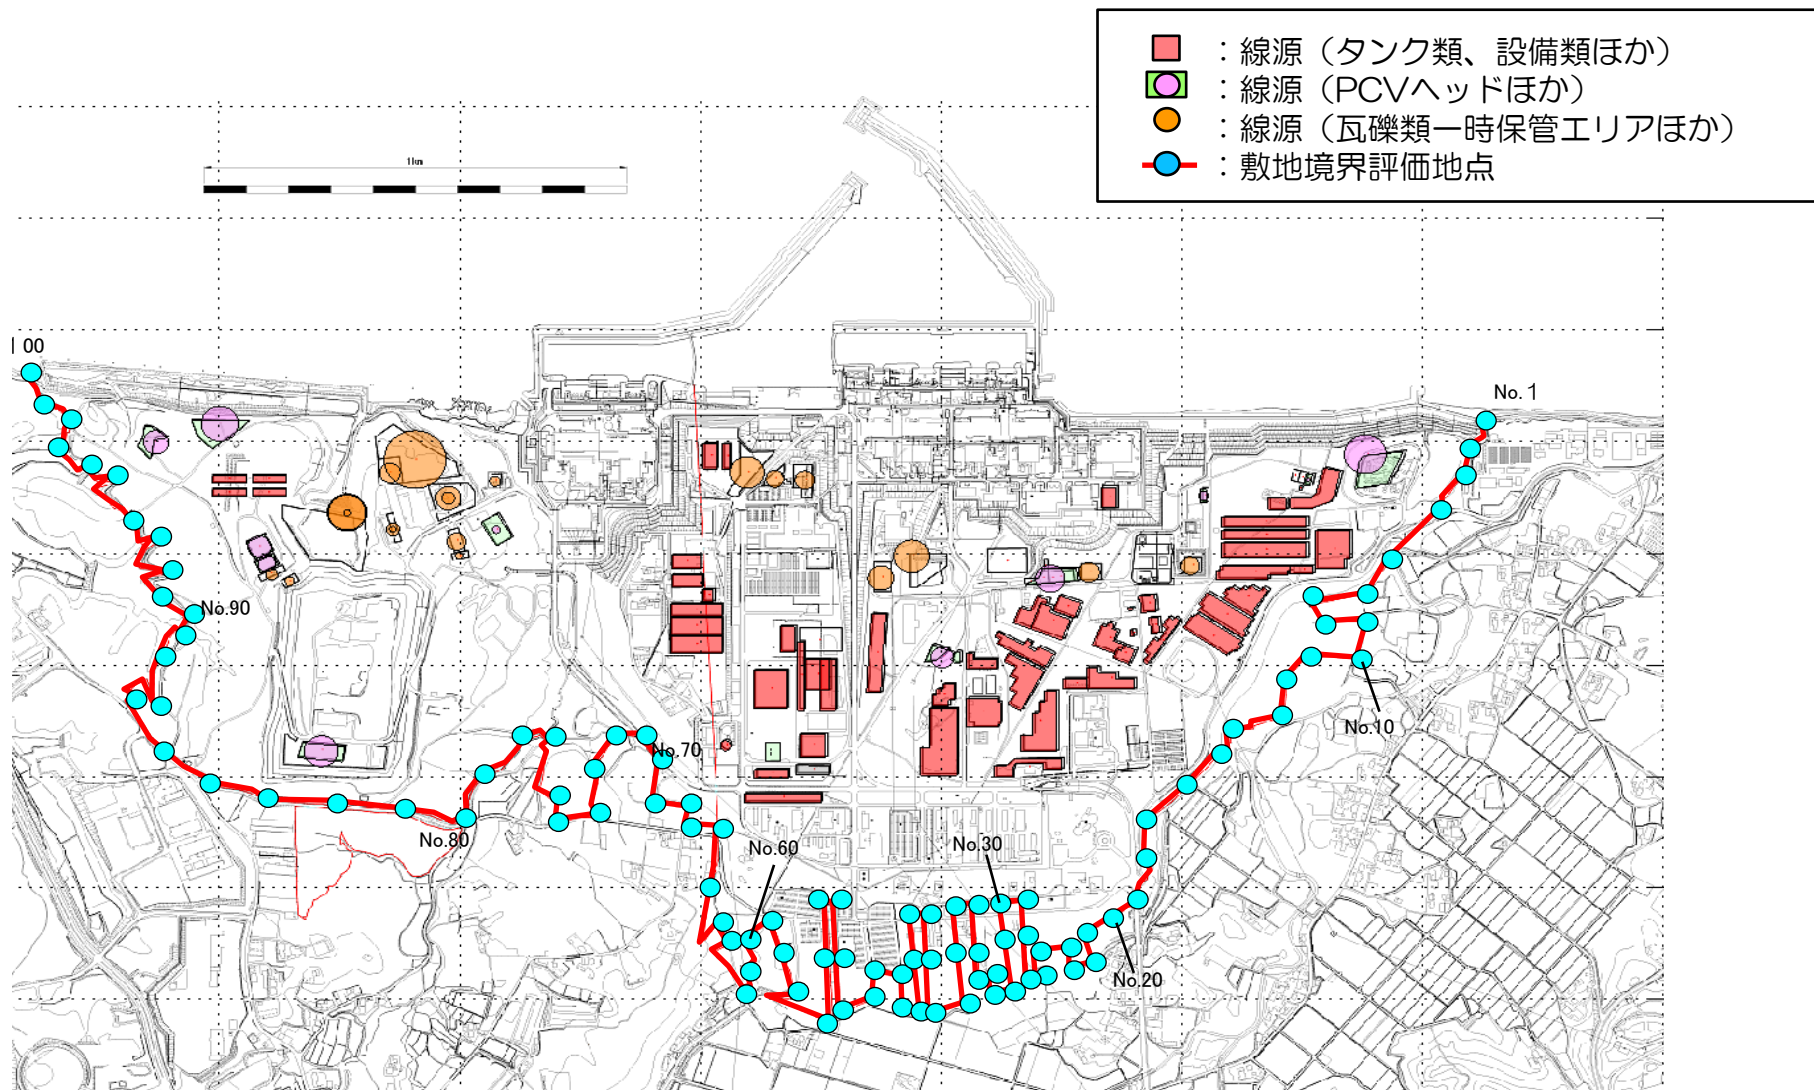 ：線源（タンク類、設備類ほか）
：線源（PCVヘッドほか）
：線源（瓦礫類一時保管エリアほか）
：敷地境界評価地点
1km
00
No.1
No.90
No.10
No.70
No.80
No.60
No.30
No.20